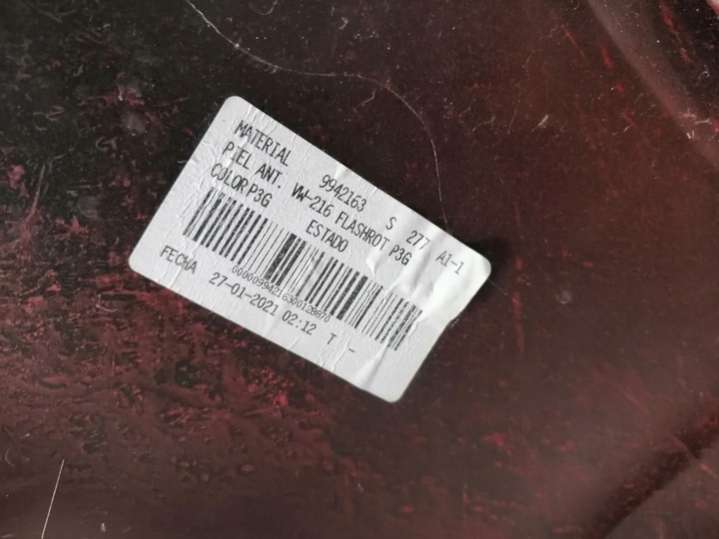 MATERIAL 9942163 S 277 A1-1
PIEL ANT. VW-216 FLASHROT P3G
COLOR P3G ESTADO
FECHA 27-01-2021 02:12 T -